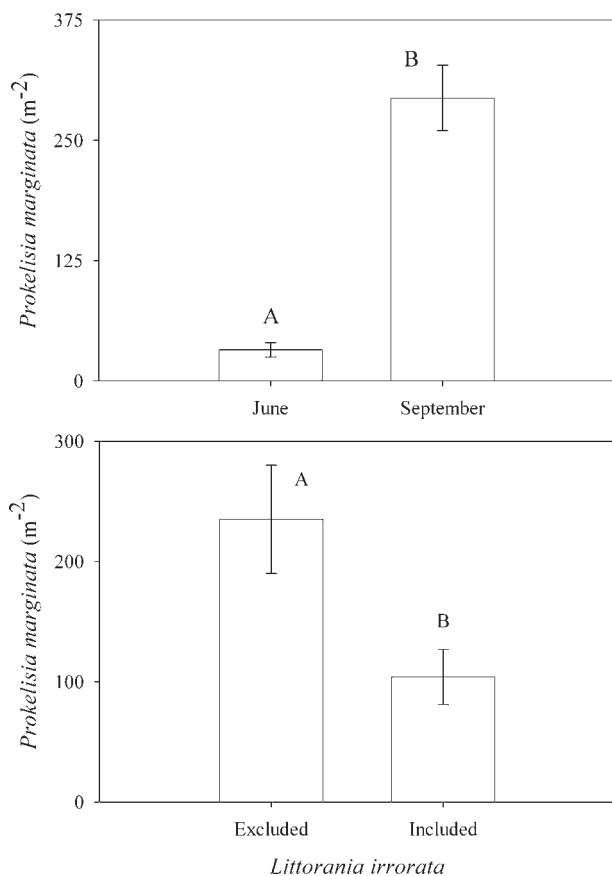 375
B
250
Prokelisia marginata (m-2)
125
A
0
June September
300
A
200
B
Prokelisia marginata (m-2)
100
0
Excluded Included
Littorania irrorata